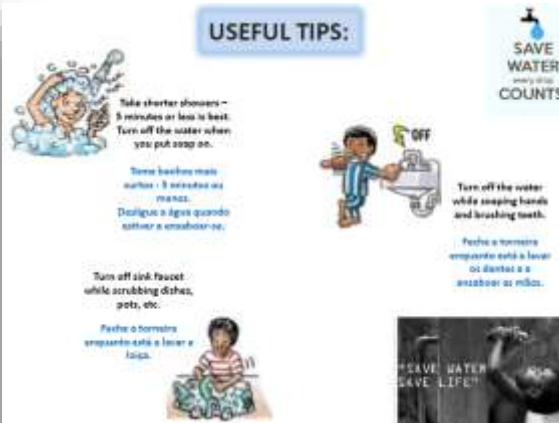 USEFUL TIPS:
SAVE
WATER
every drop
COUNTS
Take shorter showers –
5 minutes or less is best.
Turn off the water when
you put soap on.
Tome banhos mais
curtos - 5 minutos ou
menos.
Desligue a água quando
estiver a ensaboar-se.
OFF
Turn off the water
while soaping hands
and brushing teeth.
Feche a torneira
enquanto está a lavar
os dentes e a
ensaboar as mãos.
Turn off sink faucet
while scrubbing dishes,
pots, etc.
Feche a torneira
enquanto está a lavar a
loiça.
"SAVE WATER
SAVE LIFE"